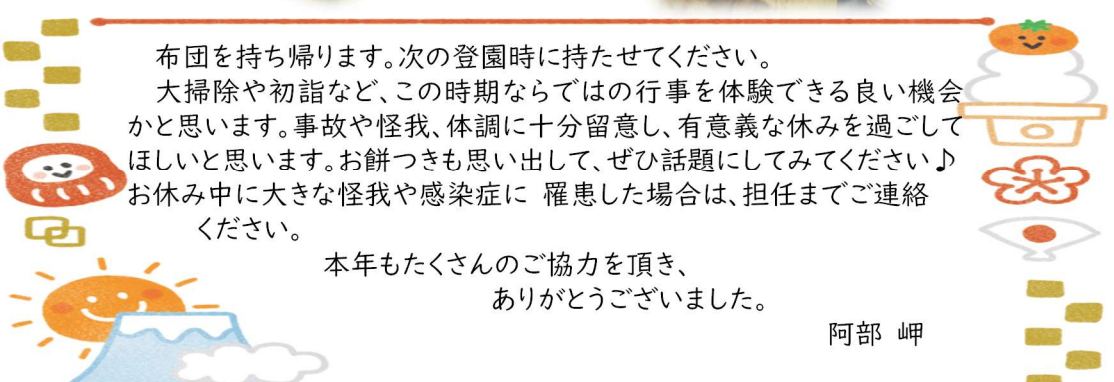 布団を持ち帰ります。次の登園時に持たせてください。
大掃除や初詣など、この時期ならではの行事を体験できる良い機会
かと思います。事故や怪我、体調に十分留意し、有意義な休みを過ごして
ほしいと思います。お餅つきも思い出して、ぜひ話題にしてみてください♪
お休み中に大きな怪我や感染症に 罹患した場合は、担任までご連絡
ください。
本年もたくさんのご協力を頂き、
ありがとうございました。
阿部 岬